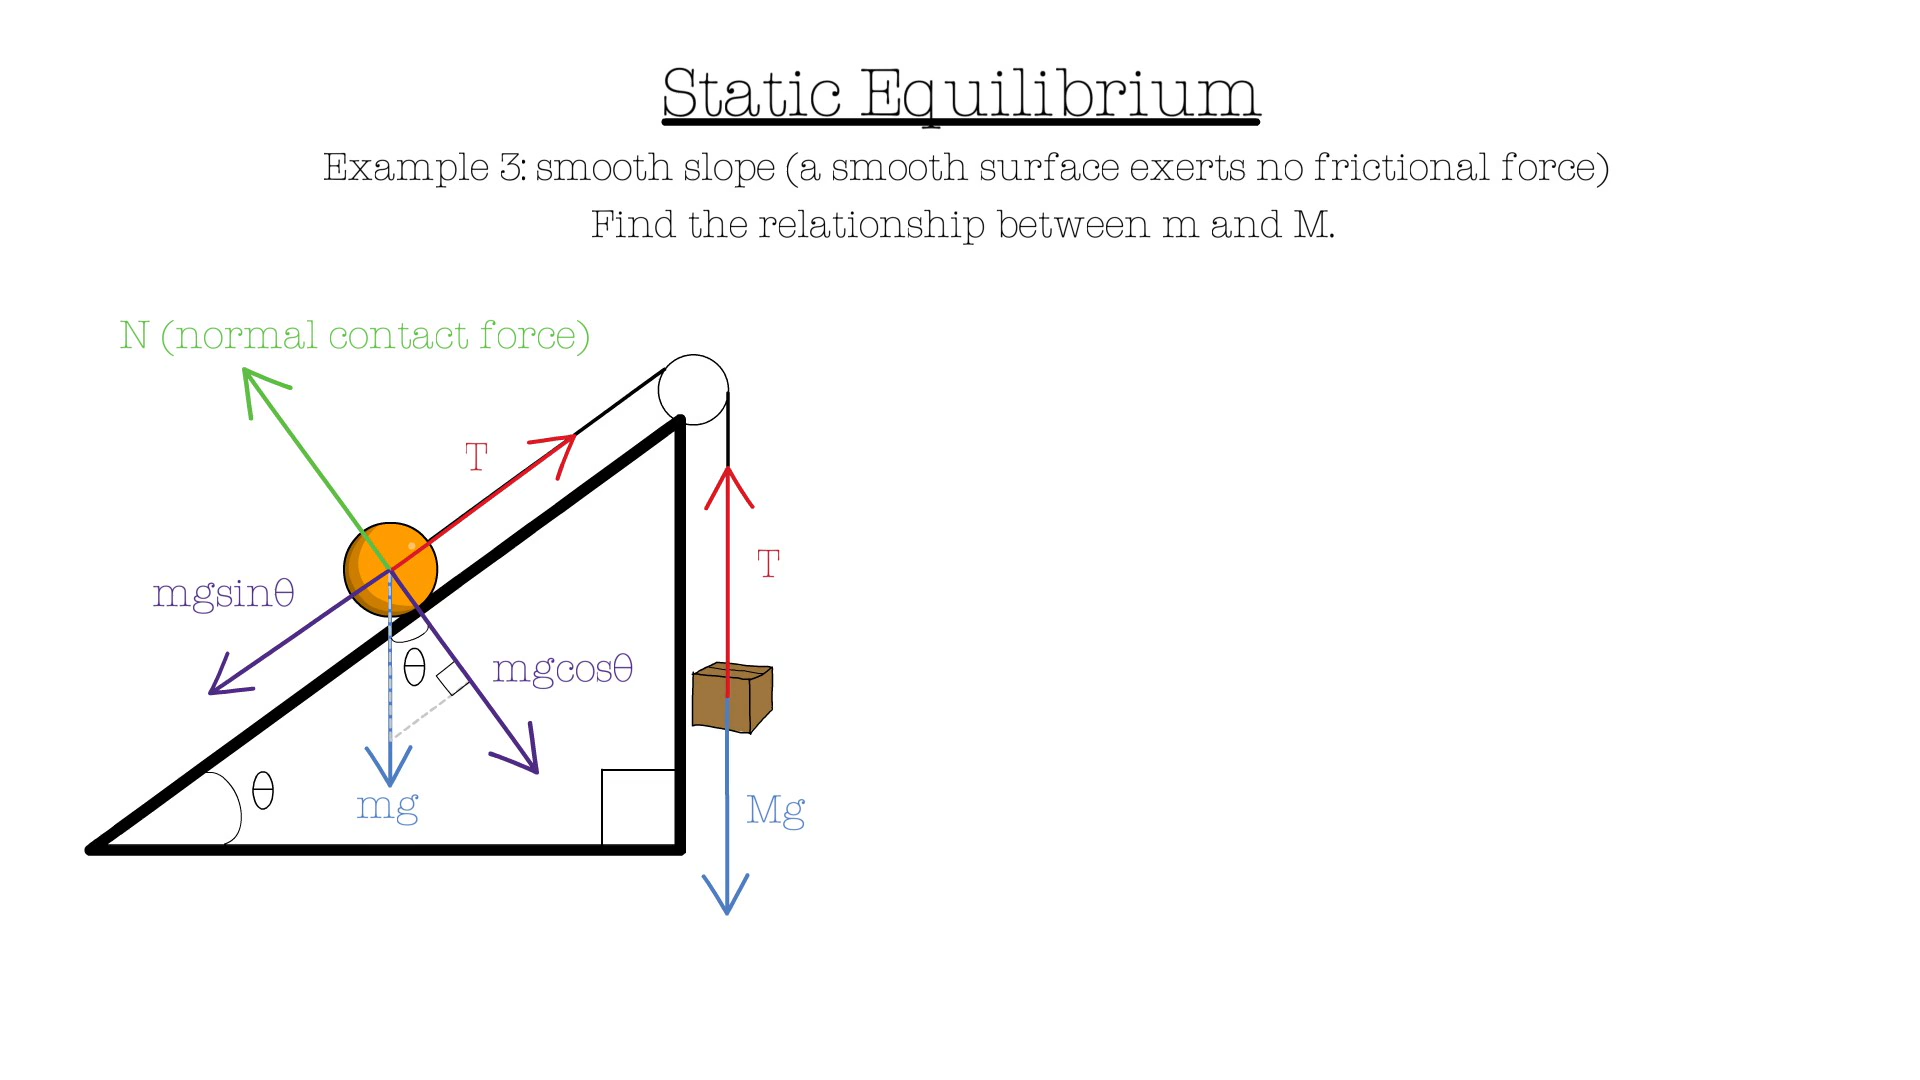 Static Equilibrium
Example 3: smooth slope (a smooth surface exerts no frictional force)
Find the relationship between m and M.
N (normal contact force)
T
T
mgsinθ
θ
mgcosθ
θ
mg
Mg